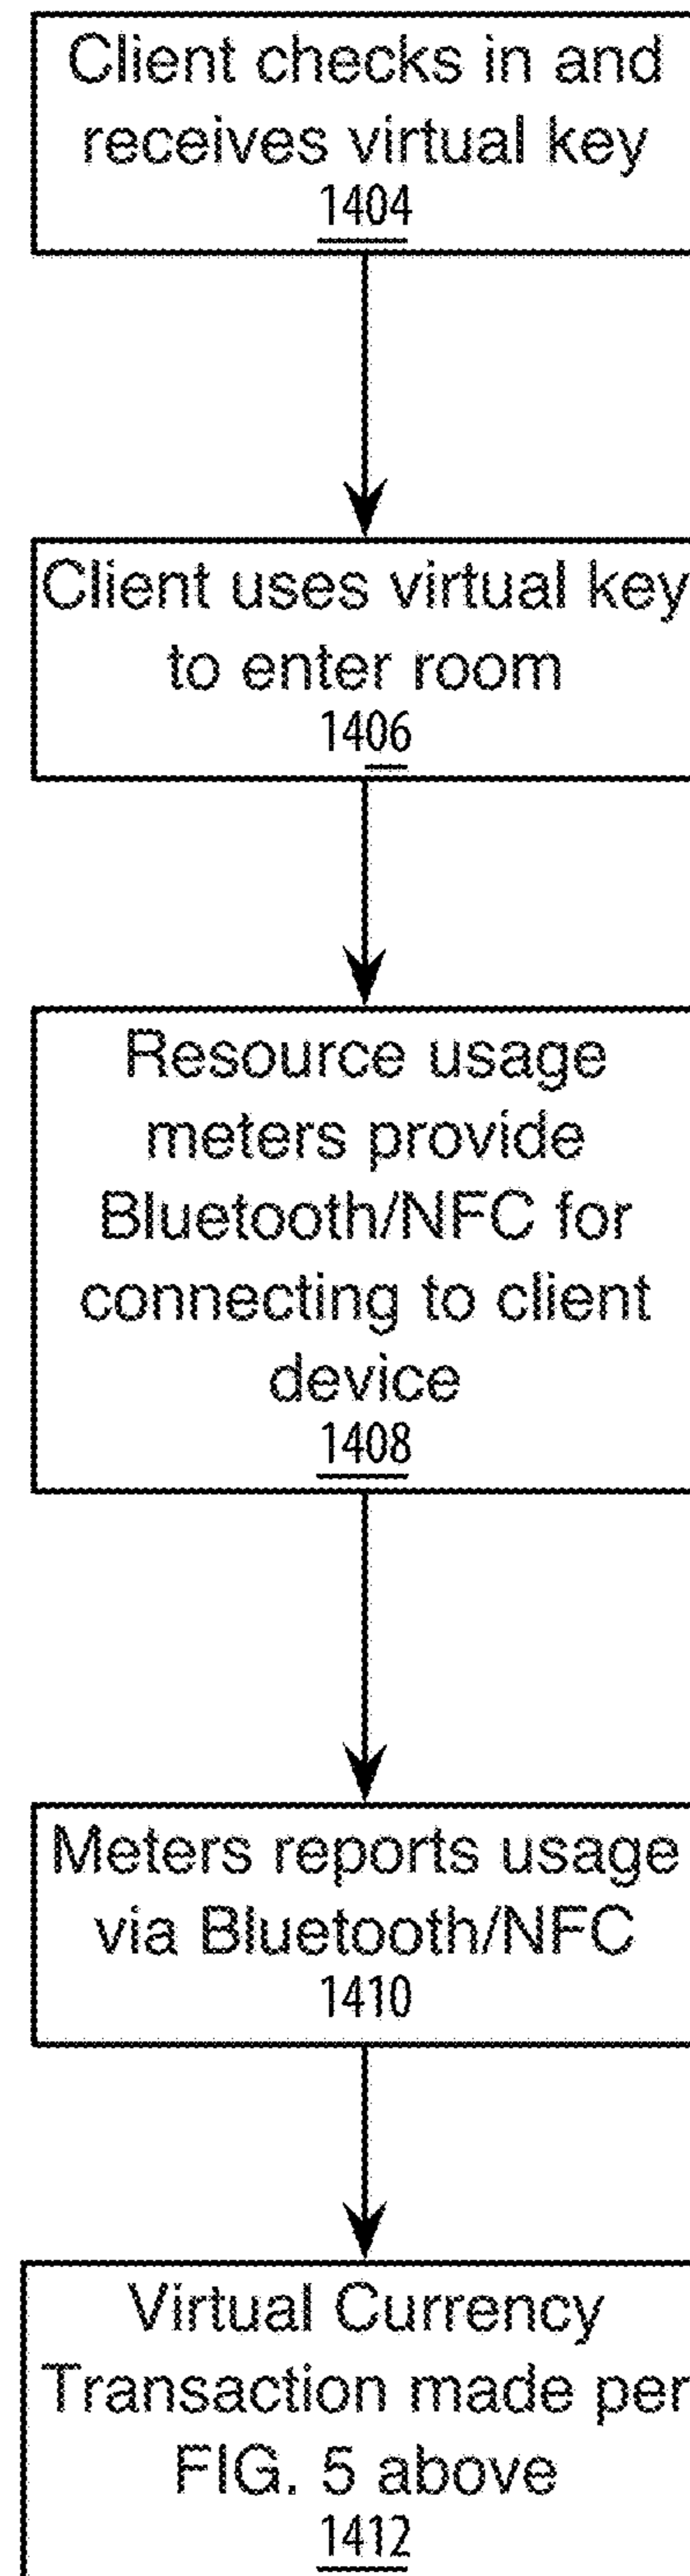 Client checks in and
receives virtual key
1404
Client uses virtual key
to enter room
1406
Resource usage
meters provide
Bluetooth/NFC for
connecting to client
device
1408
Meters reports usage
via Bluetooth/NFC
1410
Virtual Currency
Transaction made per
FIG. 5 above
1412